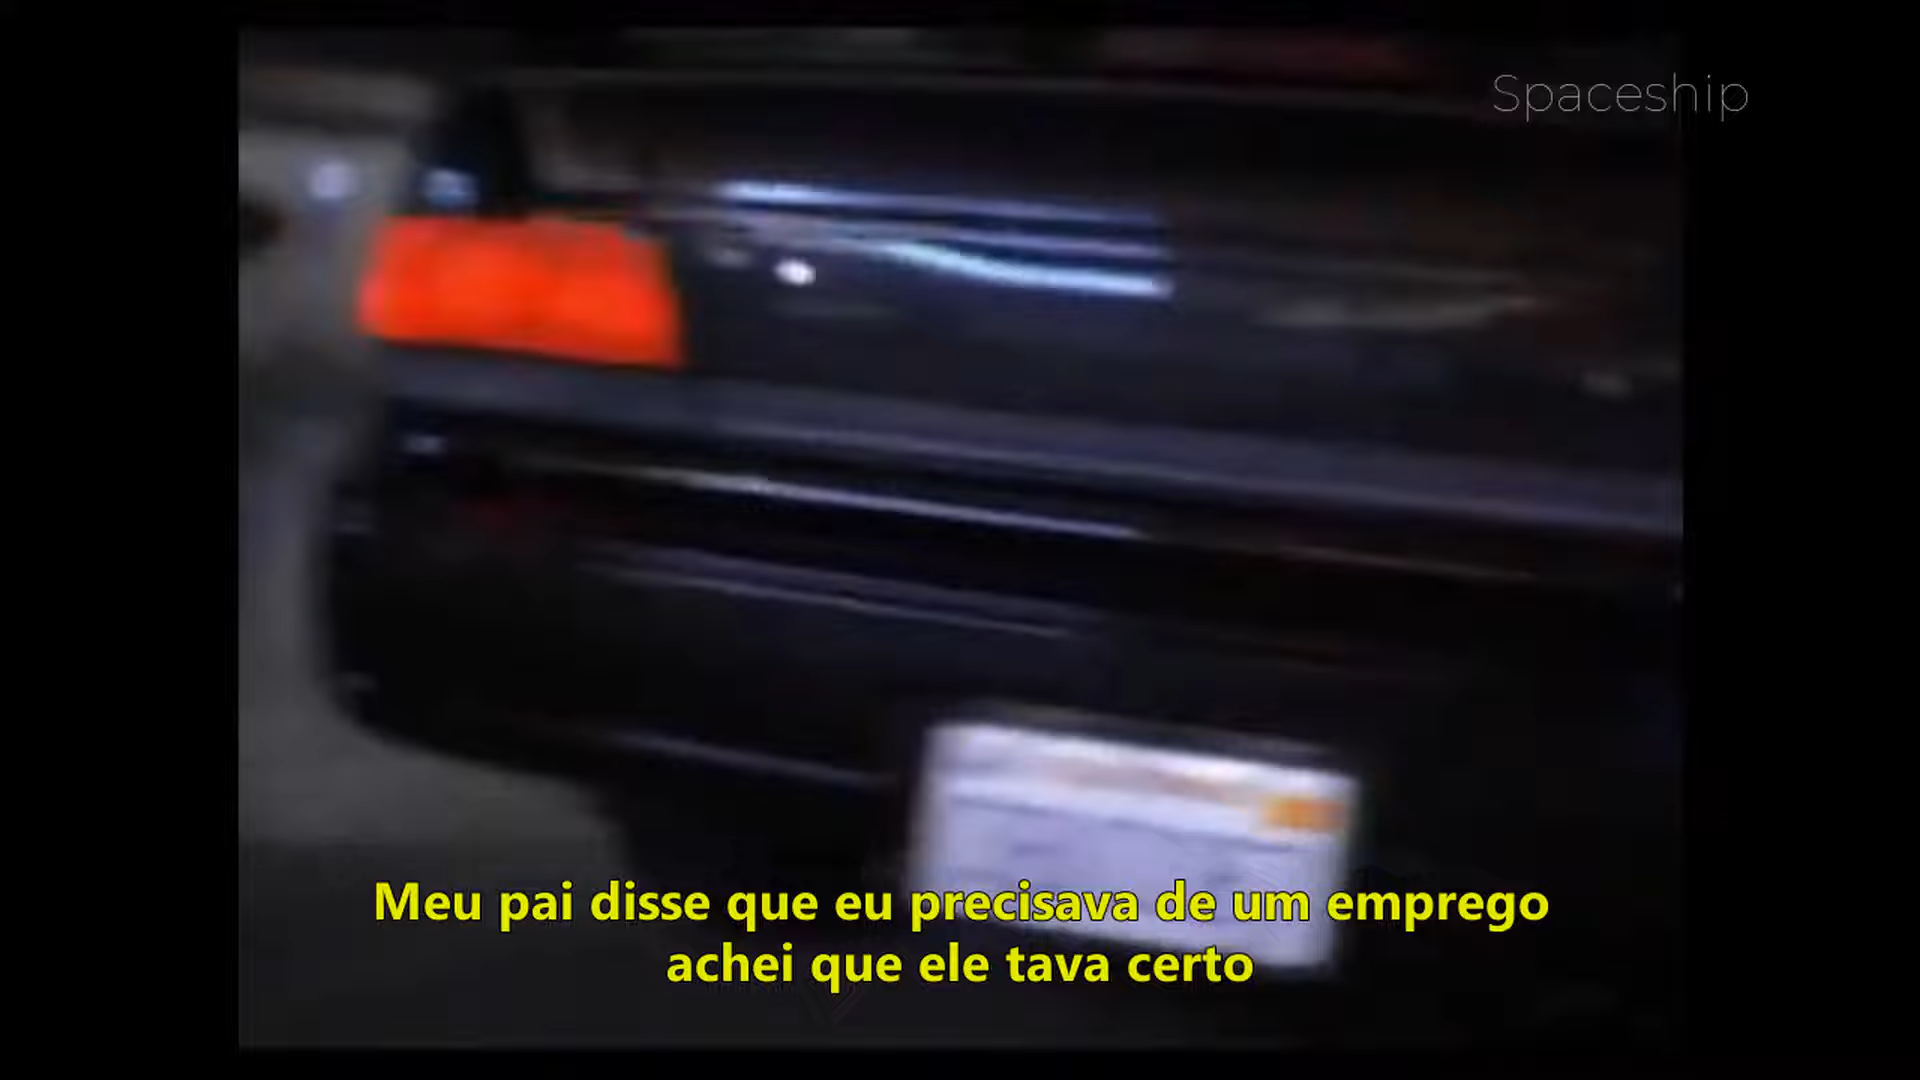 Spaceship
Meu pai disse que eu precisava de um emprego
achei que ele tava certo